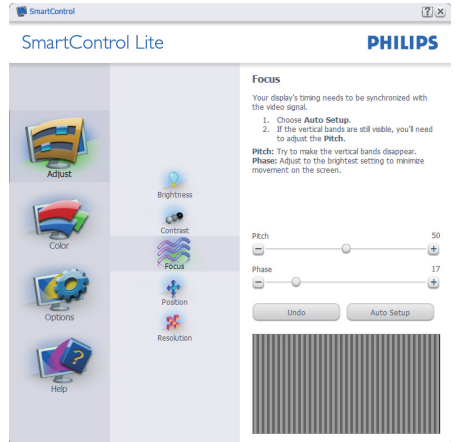 SmartControl
SmartControl Lite
PHILIPS
Adjust
Color
Options
Help
Brightness
Contrast
Focus
Position
Resolution
Focus
Your display's timing needs to be synchronized with
the video signal.
1. Choose Auto Setup.
2. If the vertical bands are still visible, you'll need
to adjust the Pitch.
Pitch: Try to make the vertical bands disappear.
Phase: Adjust to the brightest setting to minimize
movement on the screen.
Pitch 50
Phase 17
Undo Auto Setup